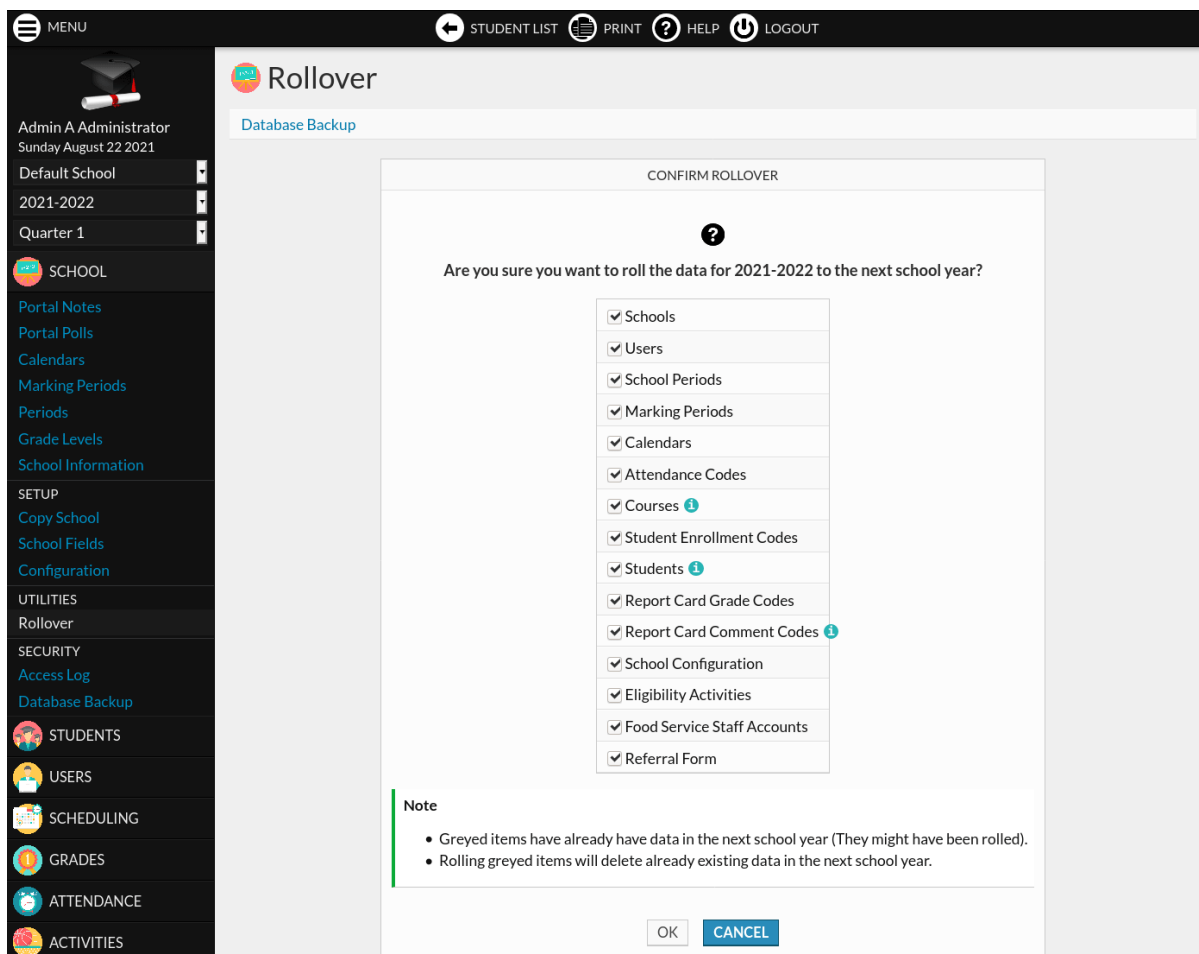 MENU
STUDENT LIST PRINT HELP LOGOUT
Admin A Administrator
Sunday August 22 2021
Default School
2021-2022
Quarter 1
SCHOOL
Portal Notes
Portal Polls
Calendars
Marking Periods
Periods
Grade Levels
School Information
SETUP
Copy School
School Fields
Configuration
UTILITIES
Rollover
SECURITY
Access Log
Database Backup
STUDENTS
USERS
SCHEDULING
GRADES
ATTENDANCE
ACTIVITIES
Rollover
Database Backup
CONFIRM ROLLOVER
Are you sure you want to roll the data for 2021-2022 to the next school year?
Schools
Users
School Periods
Marking Periods
Calendars
Attendance Codes
Courses
Student Enrollment Codes
Students
Report Card Grade Codes
Report Card Comment Codes
School Configuration
Eligibility Activities
Food Service Staff Accounts
Referral Form
Note
• Greyed items have already have data in the next school year (They might have been rolled).
• Rolling greyed items will delete already existing data in the next school year.
OK CANCEL